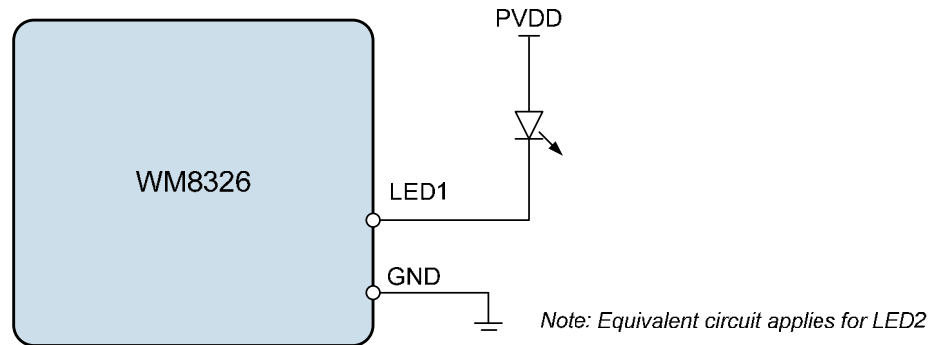 PVDD
WM8326
LED1
GND
Note: Equivalent circuit applies for LED2